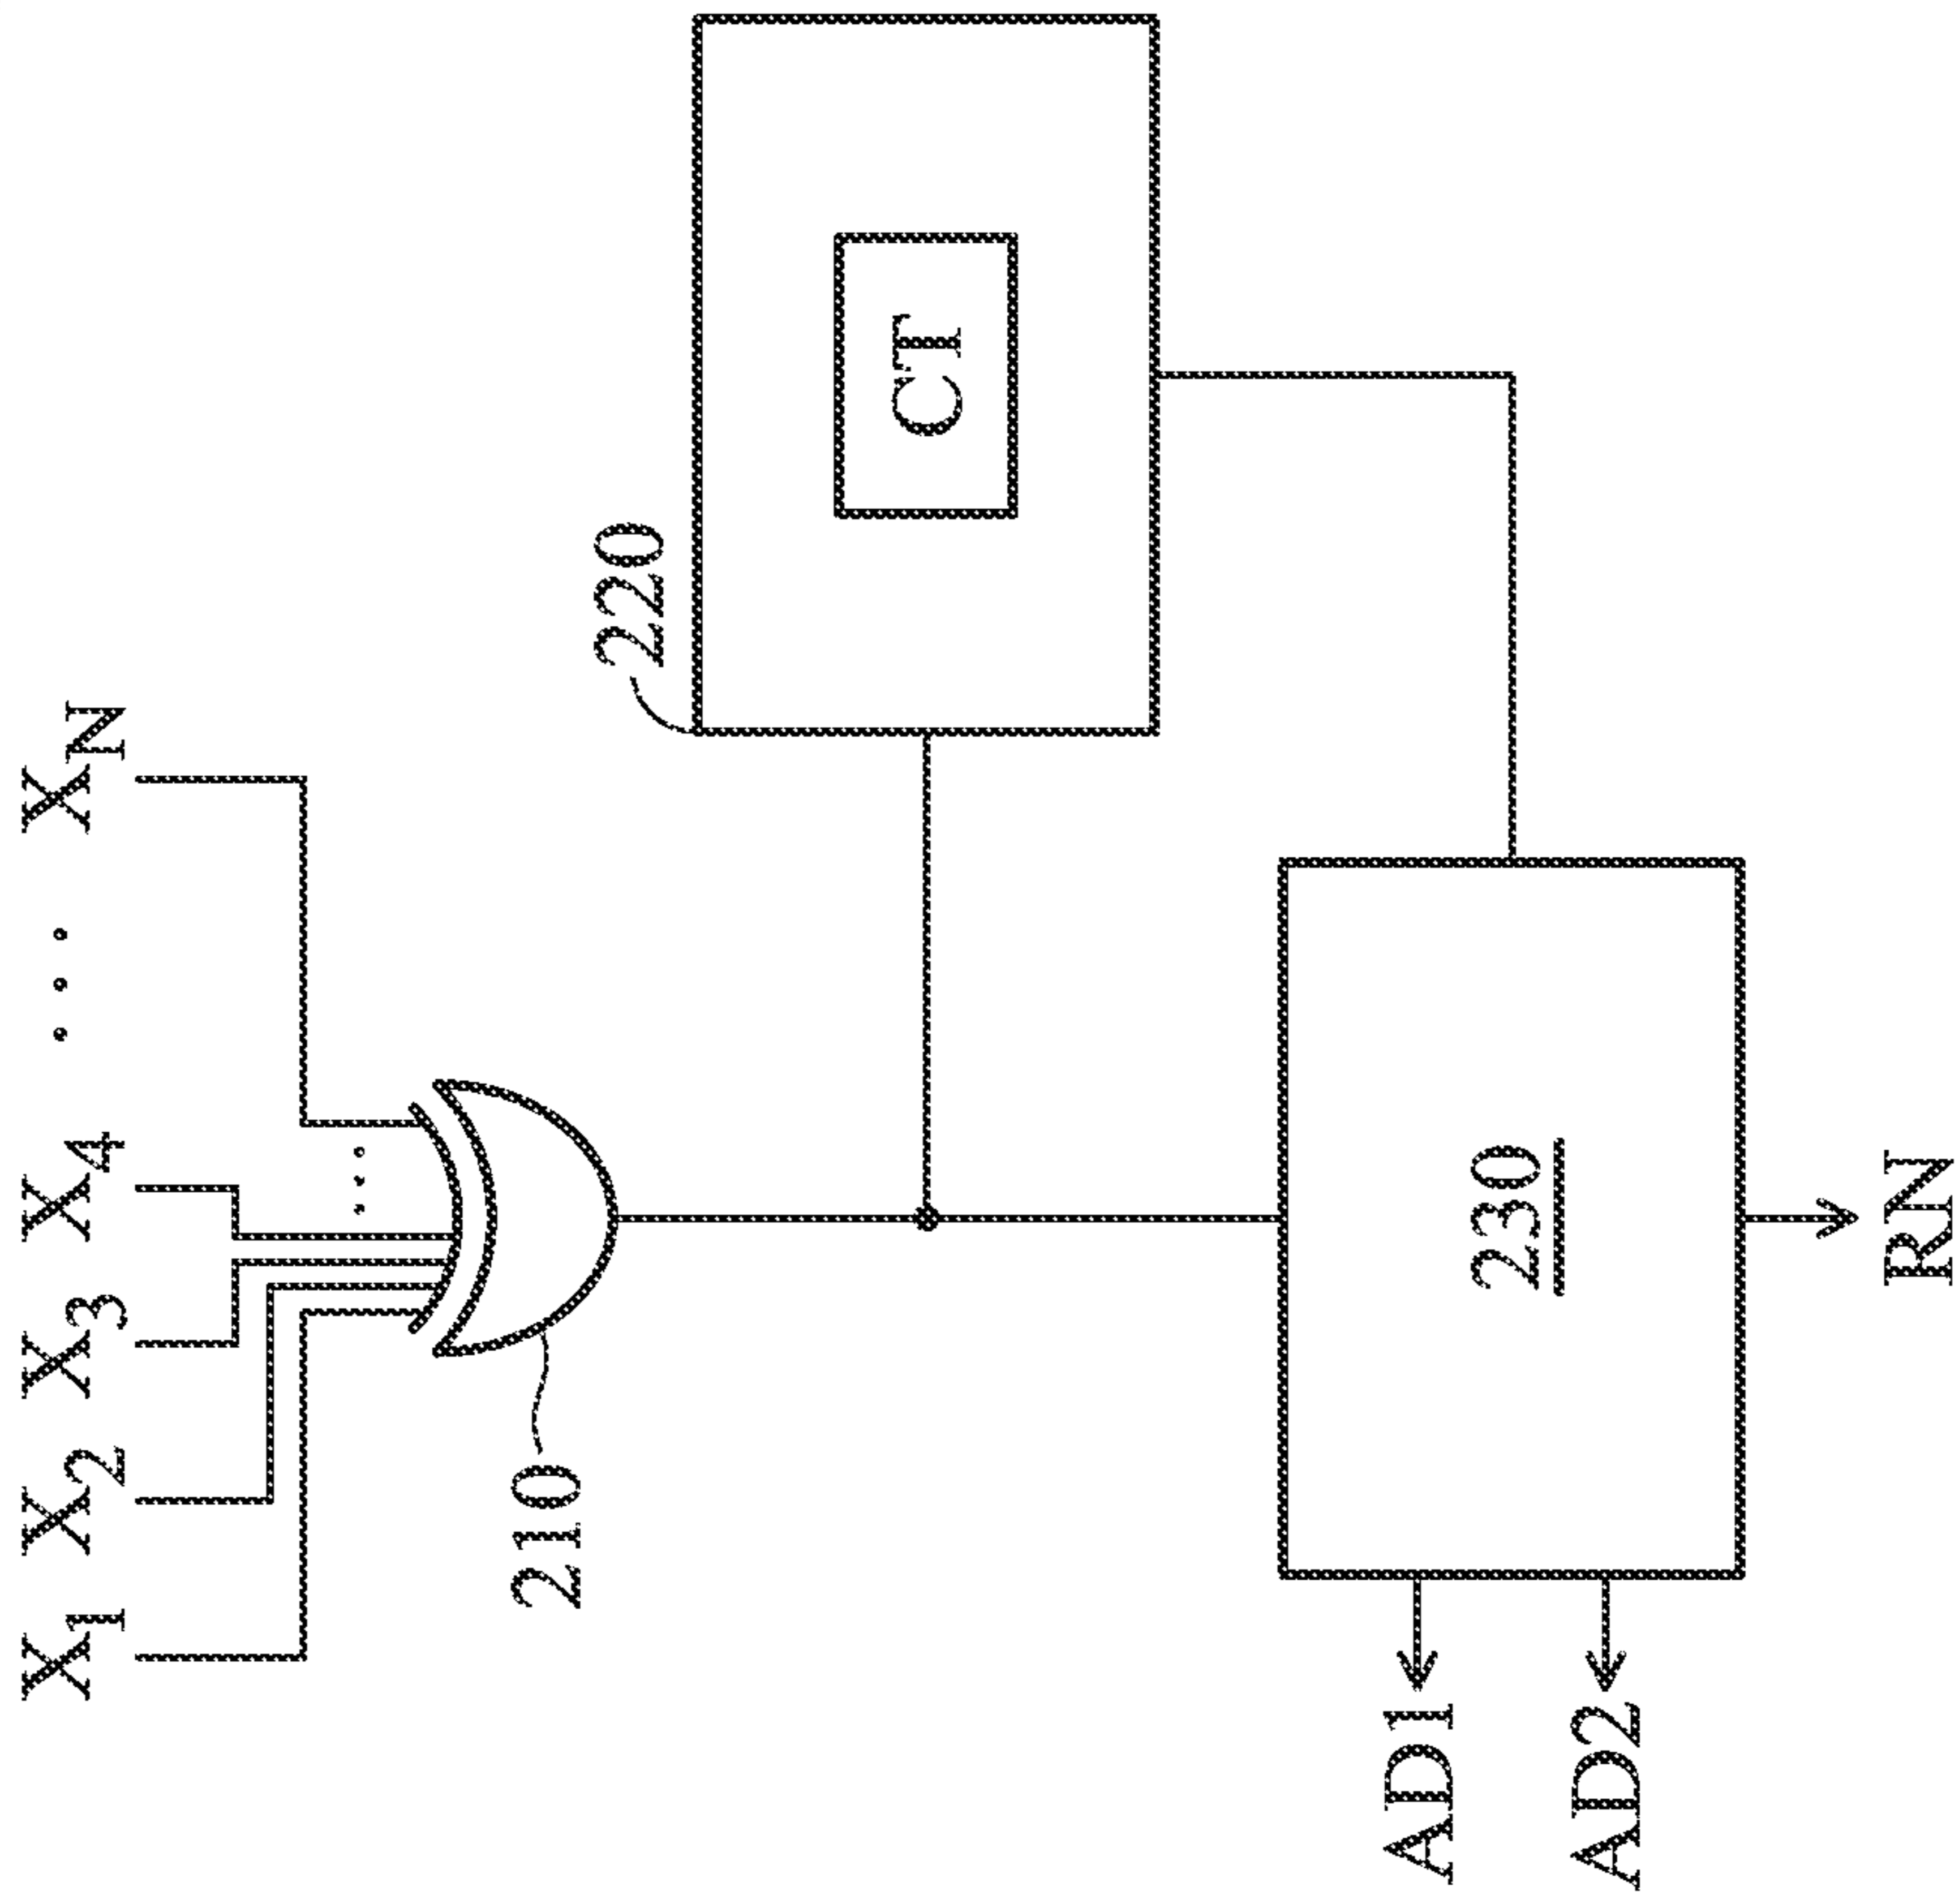 X1 X2 X3 X4 . . . XN
. . .
210
220
CT
230
AD1
AD2
RN